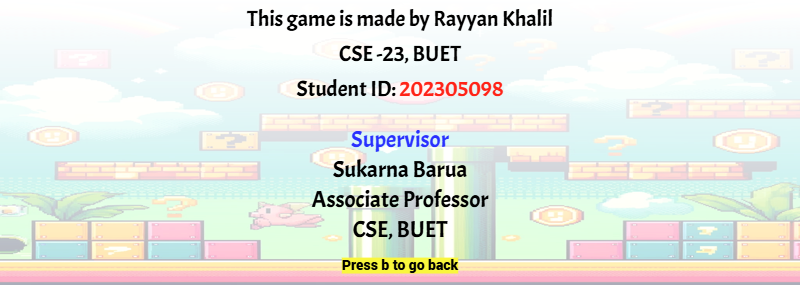 This game is made by Rayyan Khalil
CSE -23, BUET
Student ID: 202305098
Supervisor
Sukarna Barua
Associate Professor
CSE, BUET
Press b to go back